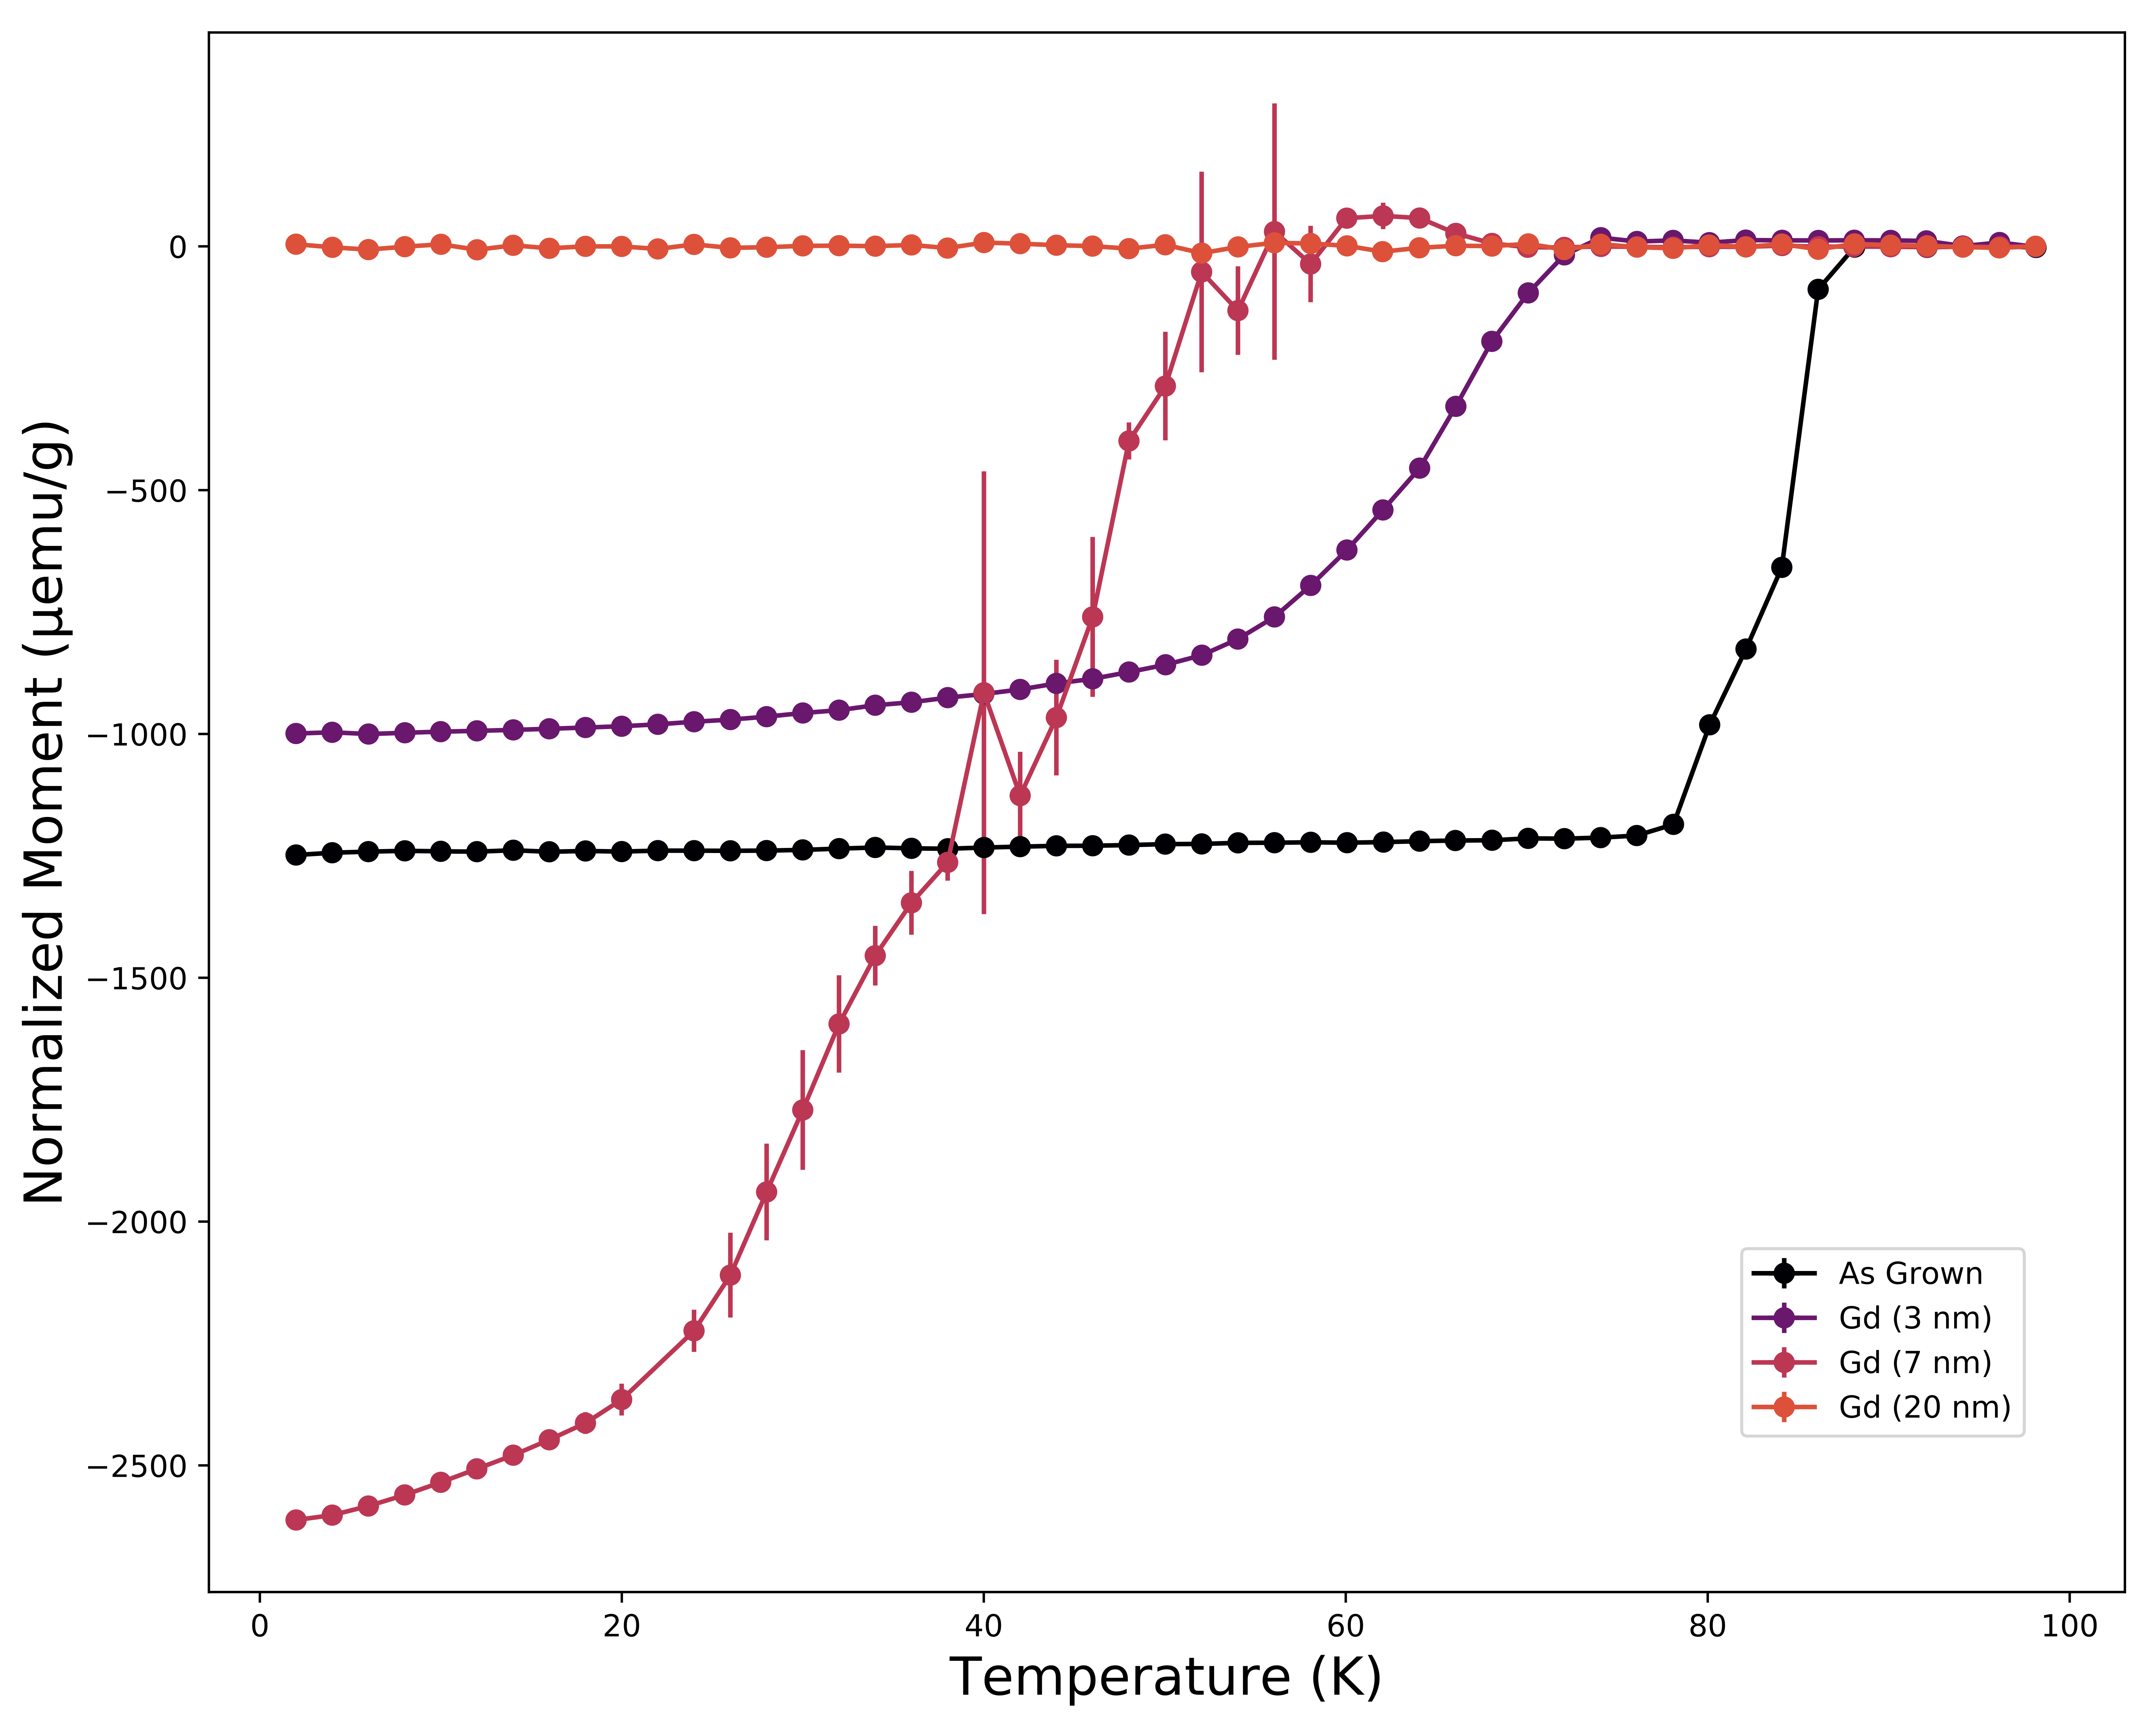 Normalized Moment (µemu/g)
0
−500
−1000
−1500
−2000
−2500
0 20 40 60 80 100
Temperature (K)
As Grown
Gd (3 nm)
Gd (7 nm)
Gd (20 nm)